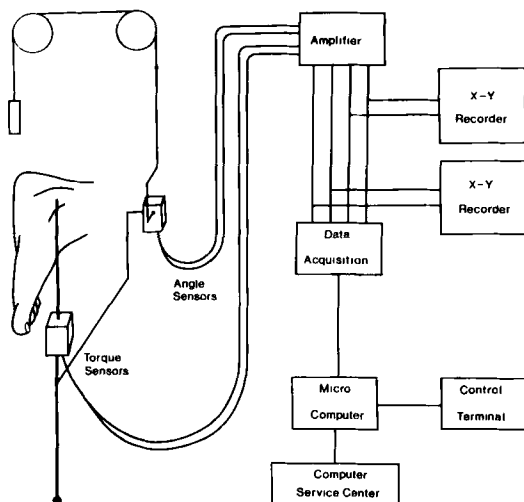 Amplifier
X-Y
Recorder
X-Y
Recorder
Data
Acquisition
Angle
Sensors
Torque
Sensors
Micro
Computer
Control
Terminal
Computer
Service Center